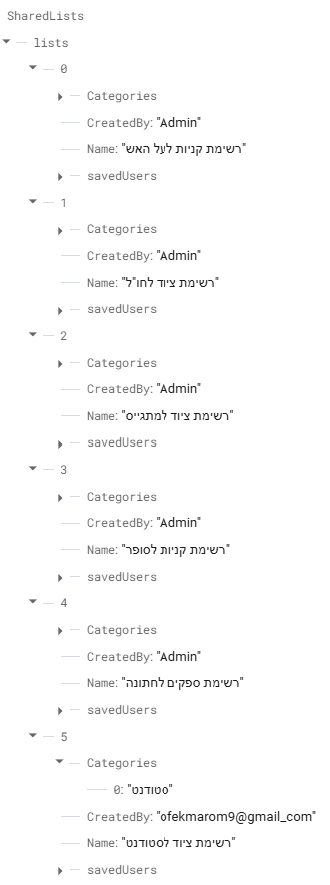 SharedLists
lists
0
Categories
CreatedBy: "Admin"
Name: "רשימת קניות לעל האש"
savedUsers
1
Categories
CreatedBy: "Admin"
Name: "רשימת ציוד לחו"ל"
savedUsers
2
Categories
CreatedBy: "Admin"
Name: "רשימת ציוד למתגייס"
savedUsers
3
Categories
CreatedBy: "Admin"
Name: "רשימת קניות לסופר"
savedUsers
4
Categories
CreatedBy: "Admin"
Name: "רשימת ספקים לחתונה"
savedUsers
5
Categories
0: "סטודנט"
CreatedBy: "ofekmarom9@gmail_com"
Name: "רשימת ציוד לסטודנט"
savedUsers